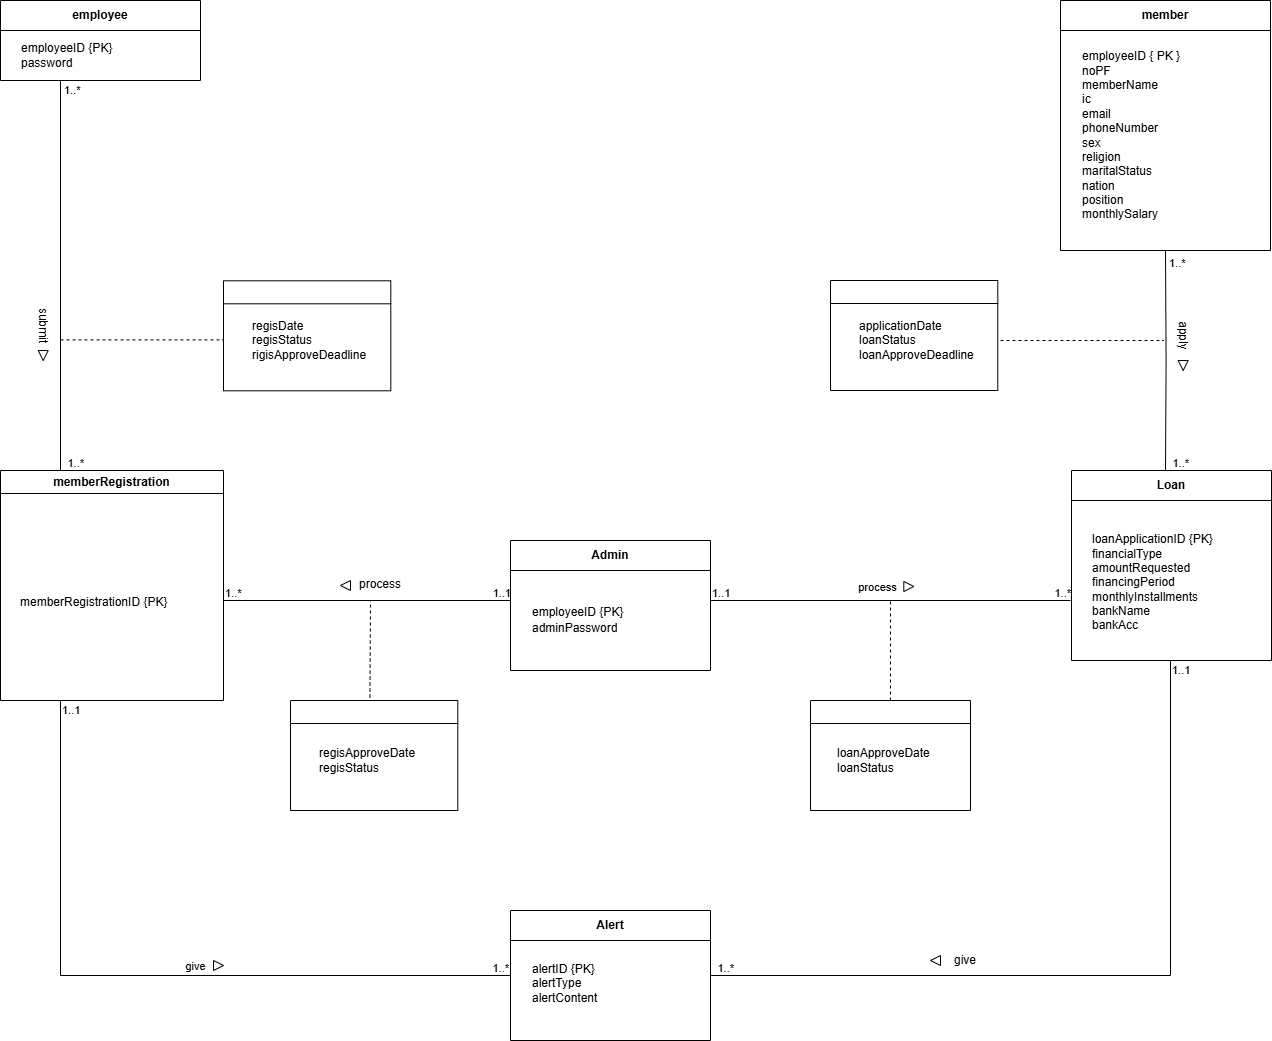 employee
employeeID {PK}
password
1..*
member
employeeID { PK }
noPF
memberName
ic
email
phoneNumber
sex
religion
maritalStatus
nation
position
monthlySalary
1..*
submit
regisDate
regisStatus
rigisApproveDeadline
applicationDate
loanStatus
loanApproveDeadline
apply
1..*
memberRegistration
memberRegistrationID {PK}
1..*
process
1..1
Admin
employeeID {PK}
adminPassword
1..1
process
1..*
1..*
Loan
loanApplicationID {PK}
financialType
amountRequested
financingPeriod
monthlyInstallments
bankName
bankAcc
1..1
1..1
regisApproveDate
regisStatus
loanApproveDate
loanStatus
give
1..*
Alert
alertID {PK}
alertType
alertContent
1..*
give